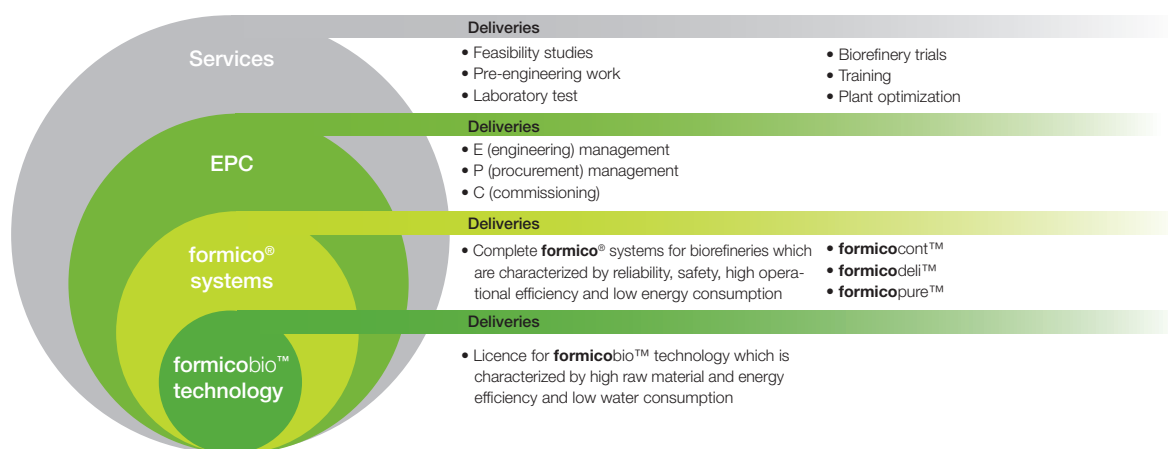 Services
Deliveries
• Feasibility studies
• Pre-engineering work
• Laboratory test
• Biorefinery trials
• Training
• Plant optimization
EPC
Deliveries
• E (engineering) management
• P (procurement) management
• C (commissioning)
formico®
systems
Deliveries
• Complete formico® systems for biorefineries which
are characterized by reliability, safety, high opera-
tional efficiency and low energy consumption
• formicocont™
• formicodeli™
• formicopure™
formicobio™
technology
Deliveries
• Licence for formicobio™ technology which is
characterized by high raw material and energy
efficiency and low water consumption